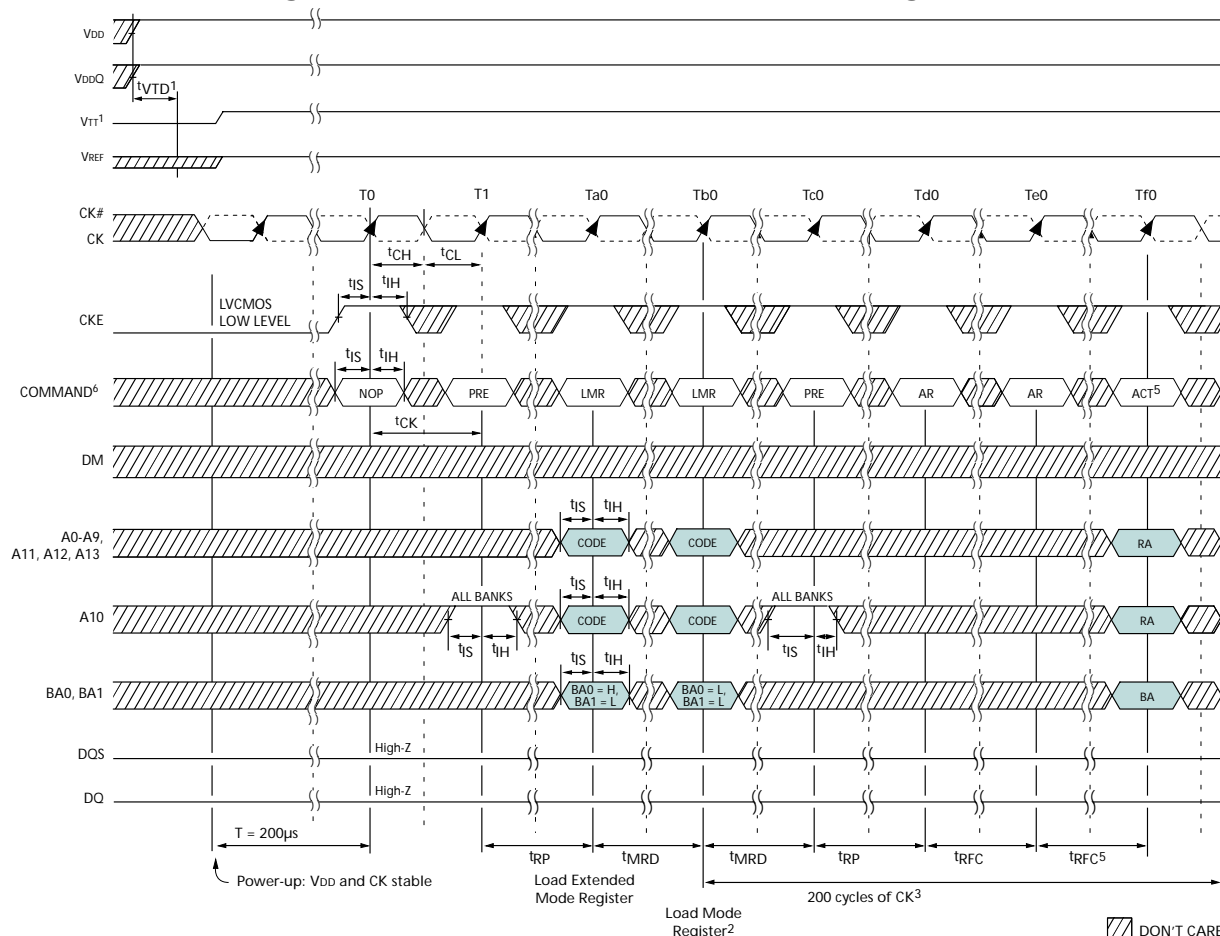 VDD
VDDQ
tVTD1
VTT1
VREF
T0 T1 Ta0 Tb0 Tc0 Td0 Te0 Tf0
CK#
CK
tCH tCL
tIS tIH
LVCMOS
LOW LEVEL
CKE
tIS tIH
COMMAND6 NOP PRE LMR LMR PRE AR AR ACT5
tCK
DM
tIS tIH
A0-A9,
A11, A12, A13
CODE CODE RA
tIS tIH
ALL BANKS ALL BANKS
A10 CODE CODE RA
tIS tIH tIS tIH
tIS tIH
BA0, BA1
BA0 = H,
BA1 = L
BA0 = L,
BA1 = L
BA
DQS High-Z
DQ High-Z
T = 200µs
tRP tMRD tMRD tRP tRFC tRFC5
Power-up: VDD and CK stable
Load Extended
Mode Register
200 cycles of CK3
Load Mode
Register2
DON'T CARE